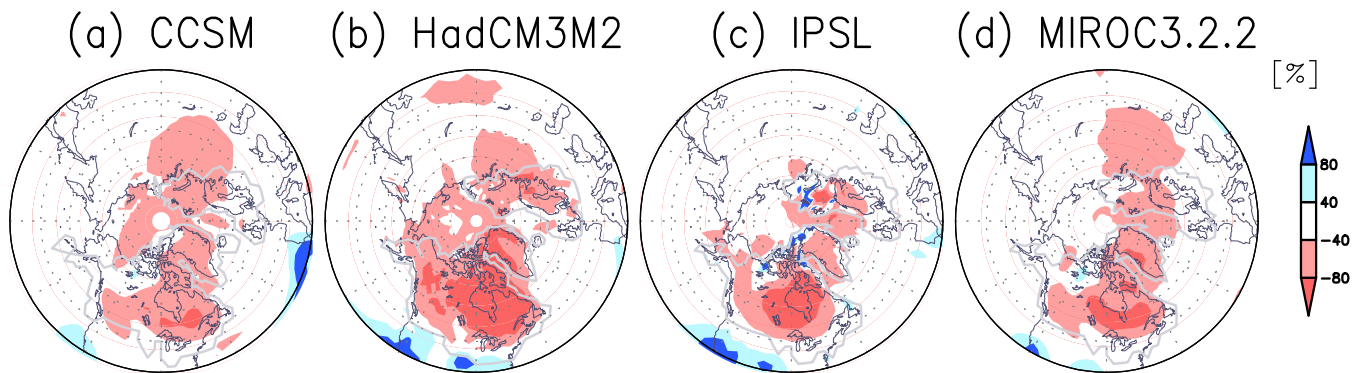 (a) CCSM
(b) HadCM3M2
(c) IPSL
(d) MIROC3.2.2
[%]
80
40
−40
−80